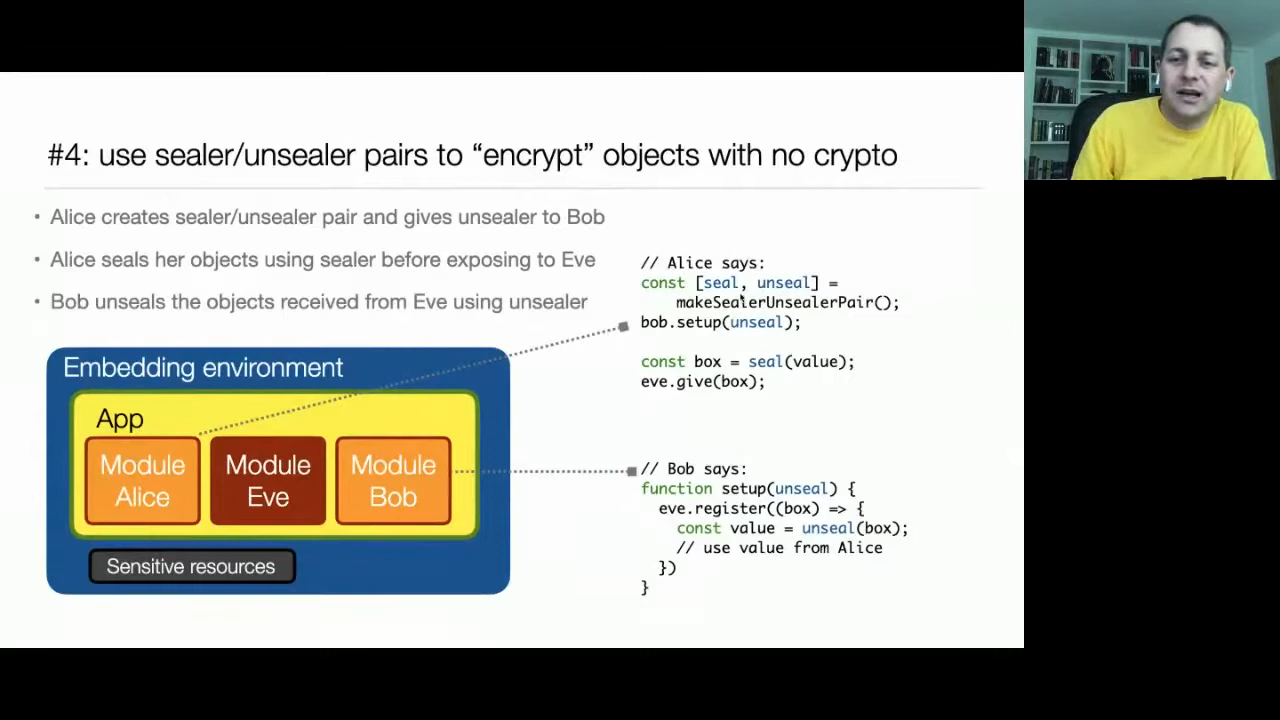 #4: use sealer/unsealer pairs to “encrypt” objects with no crypto
• Alice creates sealer/unsealer pair and gives unsealer to Bob
• Alice seals her objects using sealer before exposing to Eve
• Bob unseals the objects received from Eve using unsealer
Embedding environment
App
Module
Alice
Module
Eve
Module
Bob
Sensitive resources
// Alice says:
const [seal, unseal] =
makeSealerUnsealerPair();
bob.setup(unseal);
const box = seal(value);
eve.give(box);
// Bob says:
function setup(unseal) {
eve.register((box) => {
const value = unseal(box);
// use value from Alice
})
}